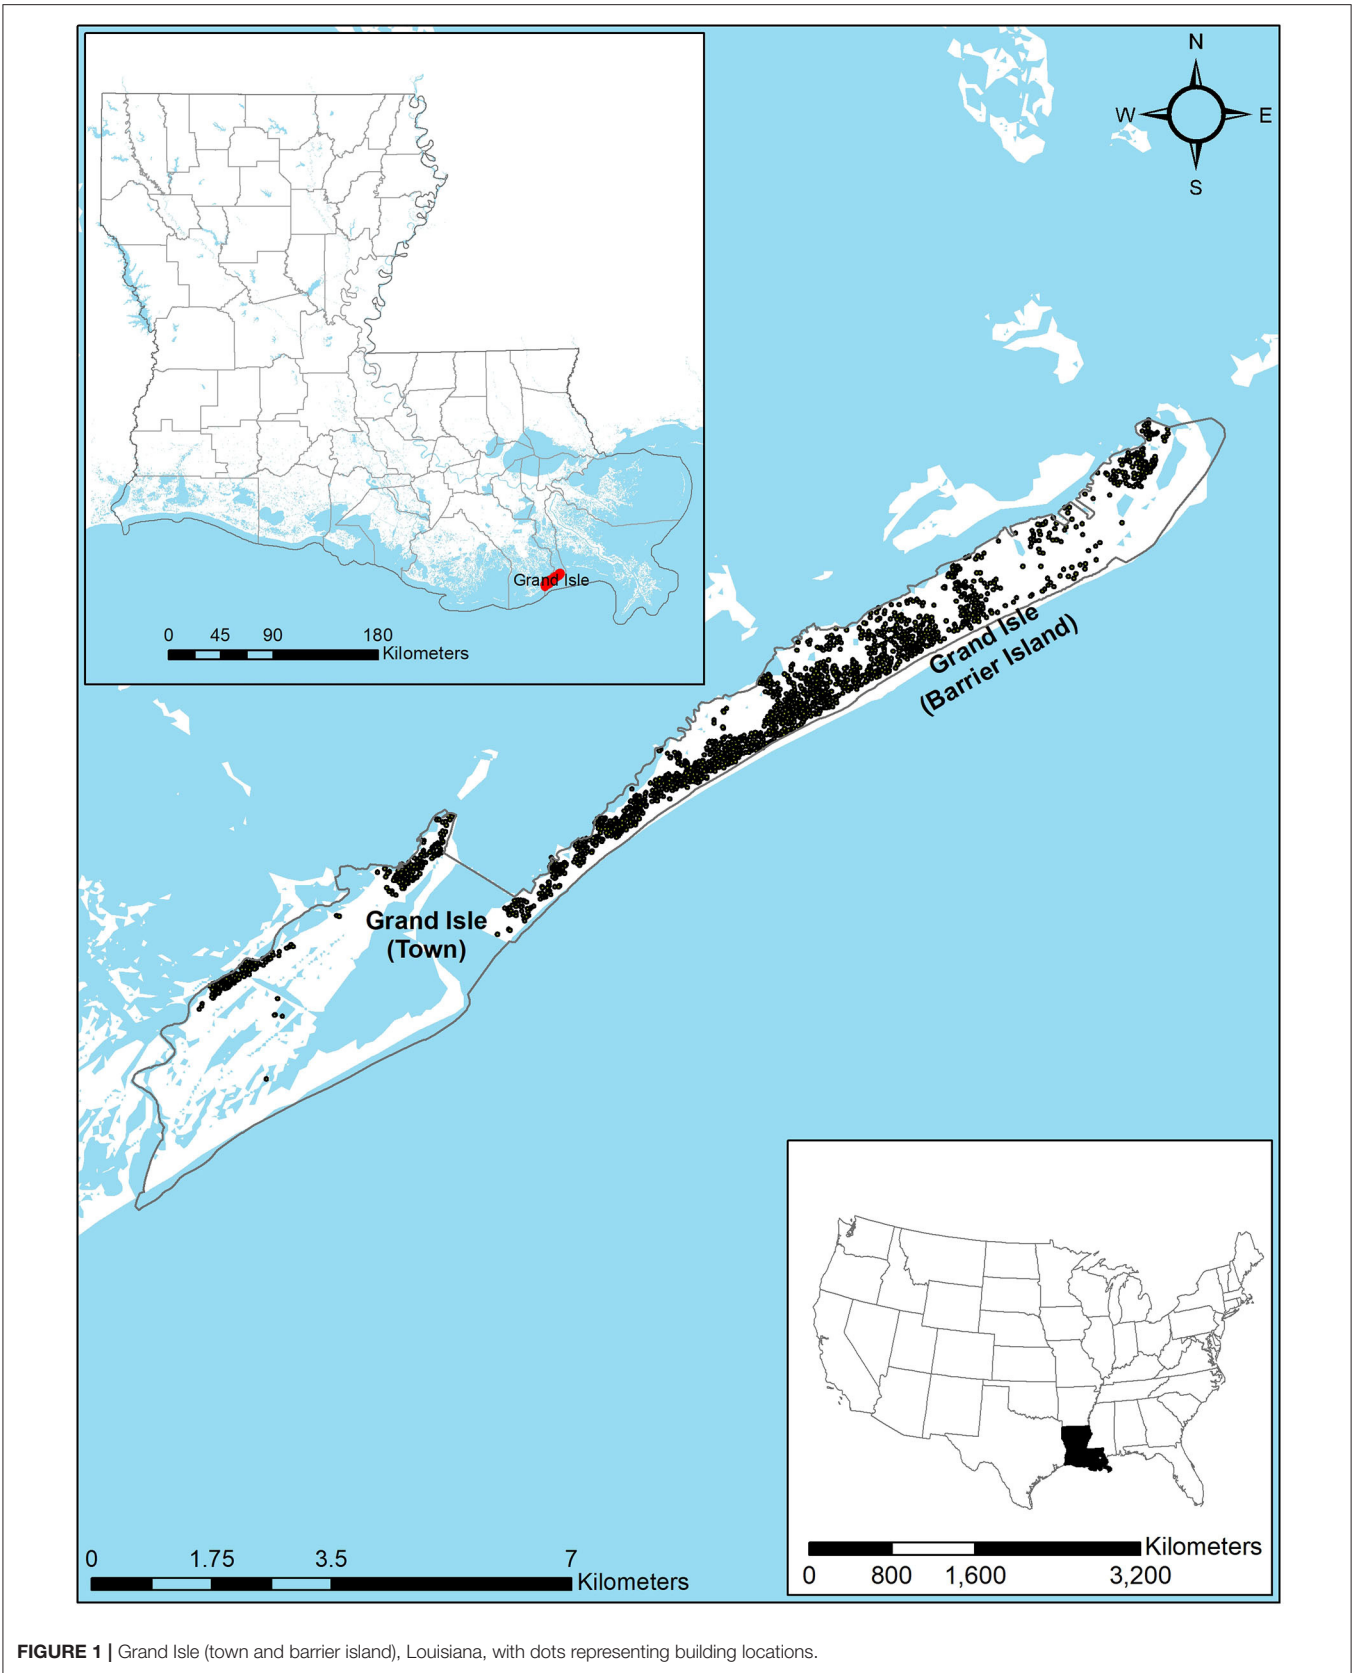 N
W E
S
Grand Isle
0 45 90 180
Kilometers
Grand Isle
(Barrier Island)
Grand Isle
(Town)
0 1.75 3.5 7
Kilometers
Kilometers
0 800 1,600 3,200
FIGURE 1 | Grand Isle (town and barrier island), Louisiana, with dots representing building locations.